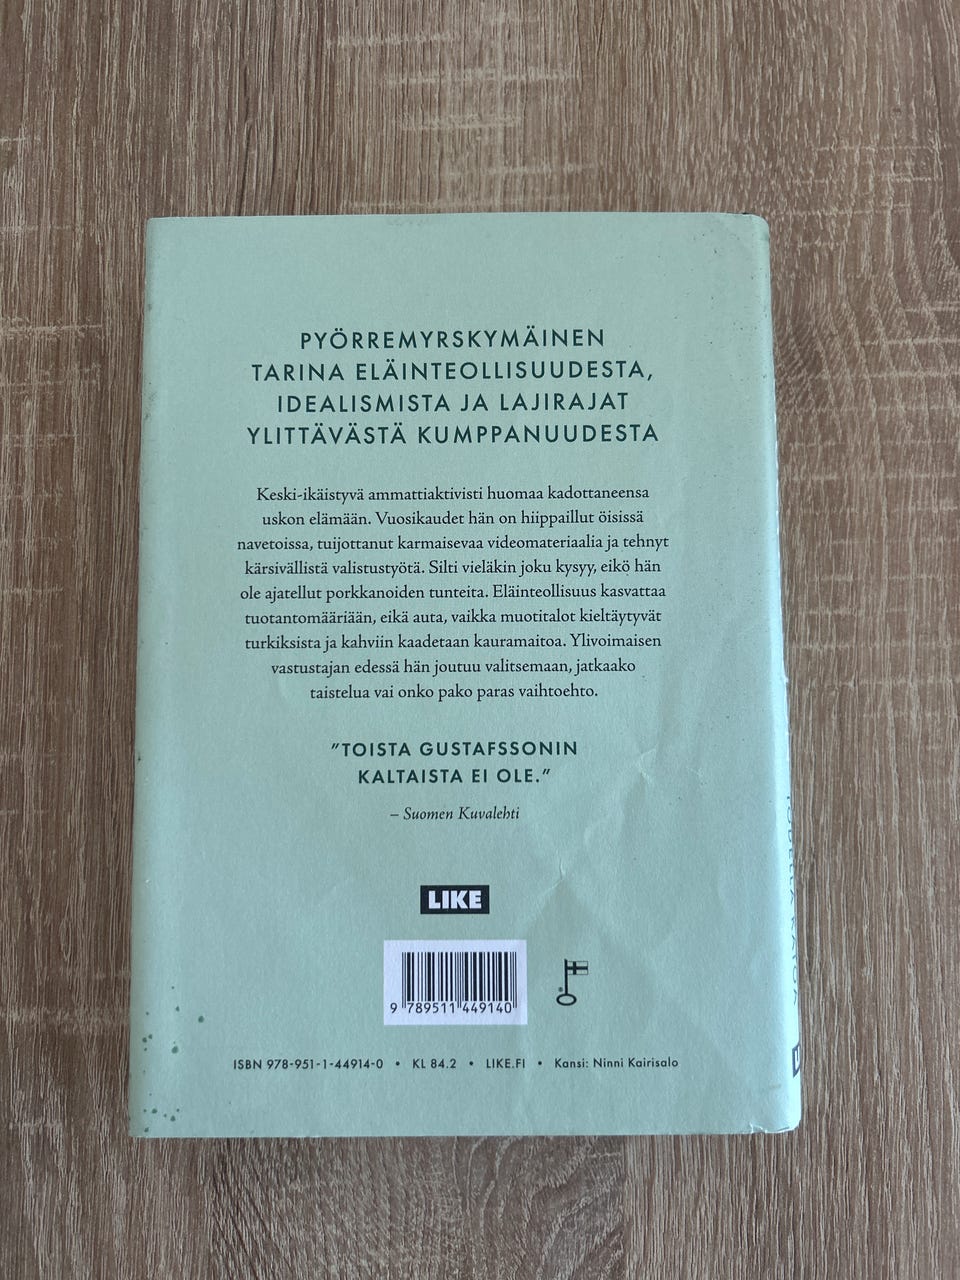 PYÖRREMYRSKYMÄINEN
TARINA ELÄINTEOLLISUUDESTA,
IDEALISMISTA JA LAJIRAJAT
YLITTÄVÄSTÄ KUMPPANUUDESTA
Keski-ikäistyvä ammattiaktivisti huomaa kadottaneensa
uskon elämään. Vuosikaudet hän on hiippaillut öisissä
navetoissa, tuijottanut karmaisevaa videomateriaalia ja tehnyt
kärsivällistä valistustyötä. Silti vieläkin joku kysyy, eikö hän
ole ajatellut porkkanoiden tunteita. Eläinteollisuus kasvattaa
tuotantomääriään, eikä auta, vaikka muotitalot kieltäytyvät
turkiksista ja kahviin kaadetaan kauramaitoa. Ylivoimaisen
vastustajan edessä hän joutuu valitsemaan, jatkaako
taistelua vai onko pako paras vaihtoehto.
”TOISTA GUSTAFSSONIN
KALTAISTA EI OLE.”
– Suomen Kuvalehti
LIKE
9 789511 449140
ISBN 978-951-1-44914-0 • KL 84.2 • LIKE.FI • Kansi: Ninni Kairisalo